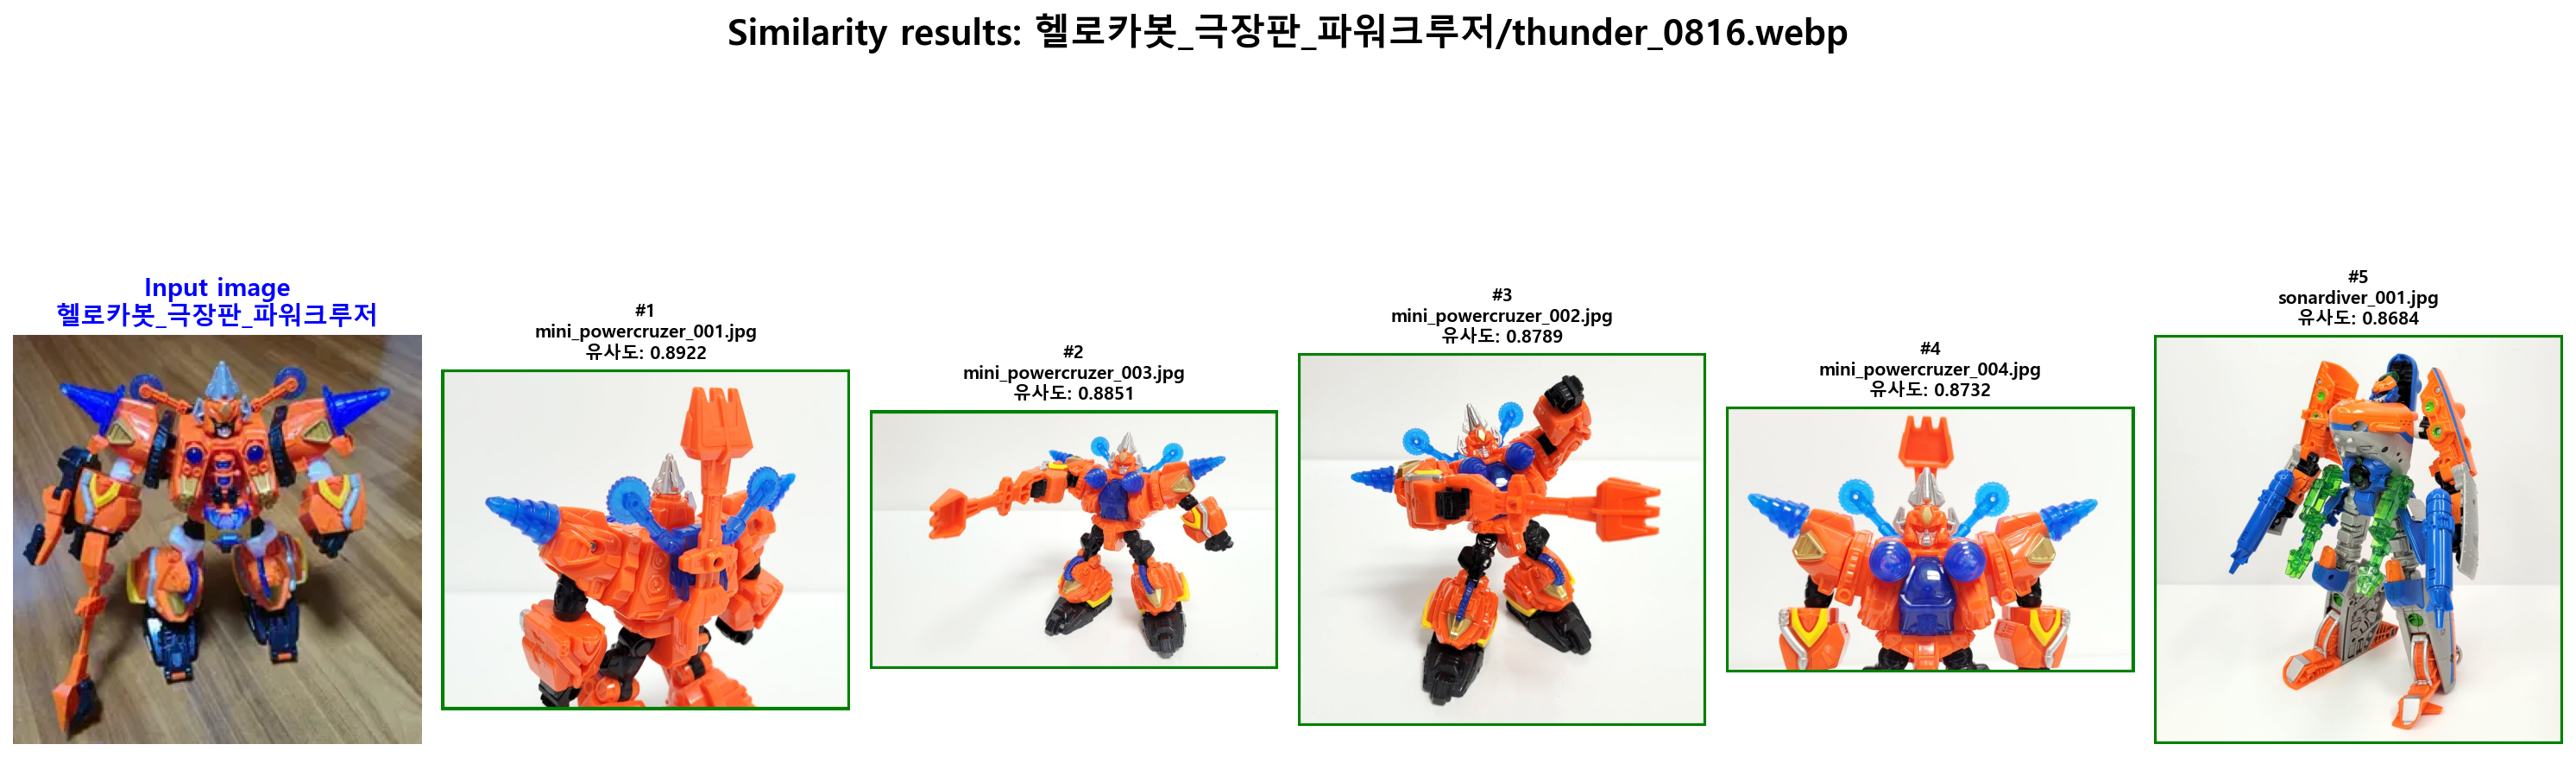 Similarity results: 헬로카봇_극장판_파워크루저/thunder_0816.webp
Input image
헬로카봇_극장판_파워크루저
#1
mini_powercruzer_001.jpg
유사도: 0.8922
#2
mini_powercruzer_003.jpg
유사도: 0.8851
#3
mini_powercruzer_002.jpg
유사도: 0.8789
#4
mini_powercruzer_004.jpg
유사도: 0.8732
#5
sonardiver_001.jpg
유사도: 0.8684